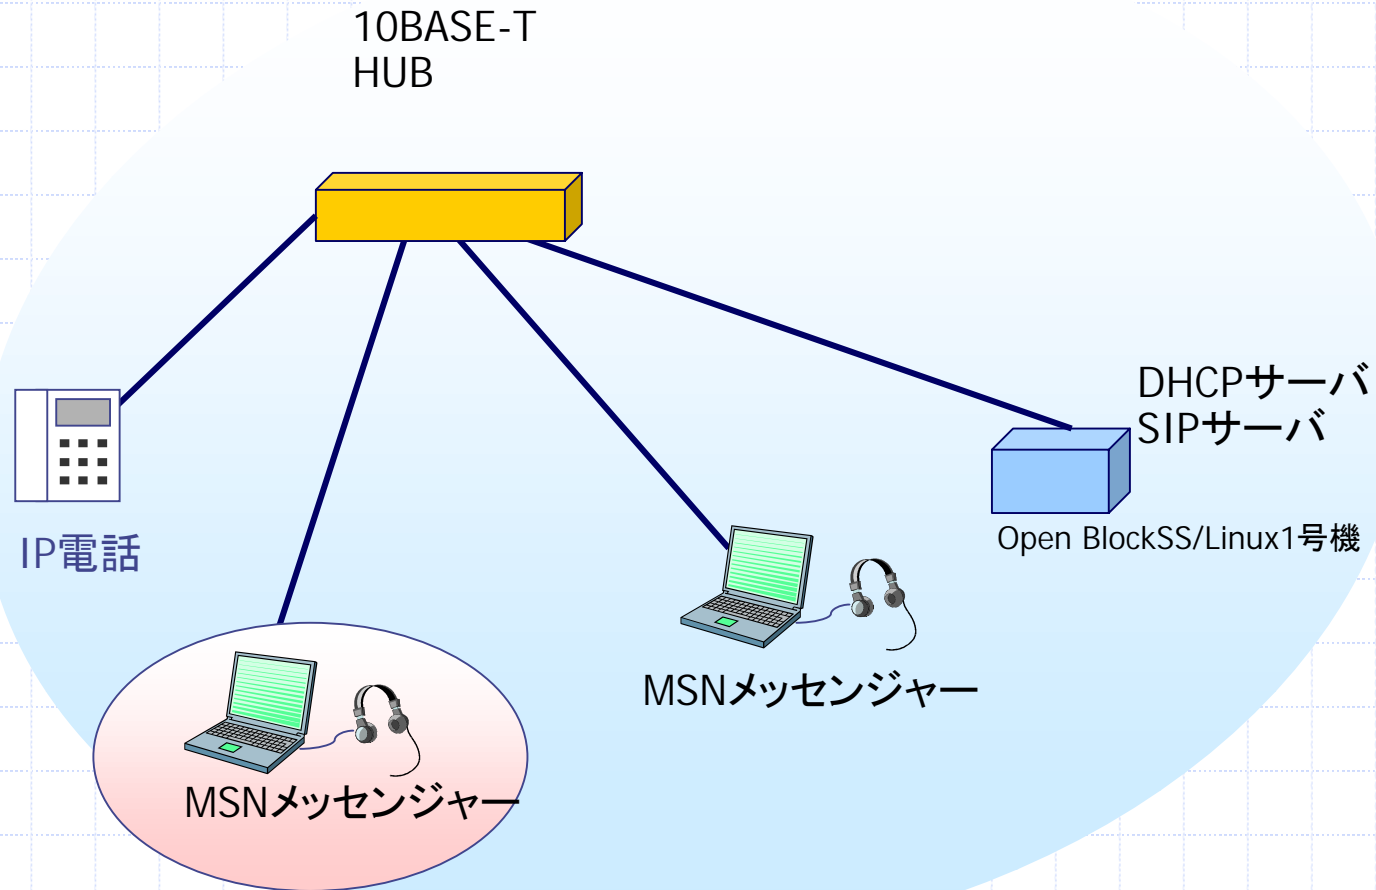 10BASE-T
HUB
DHCPサーバ
SIPサーバ
Open BlockSS/Linux1号機
IP電話
MSNメッセンジャー
MSNメッセンジャー